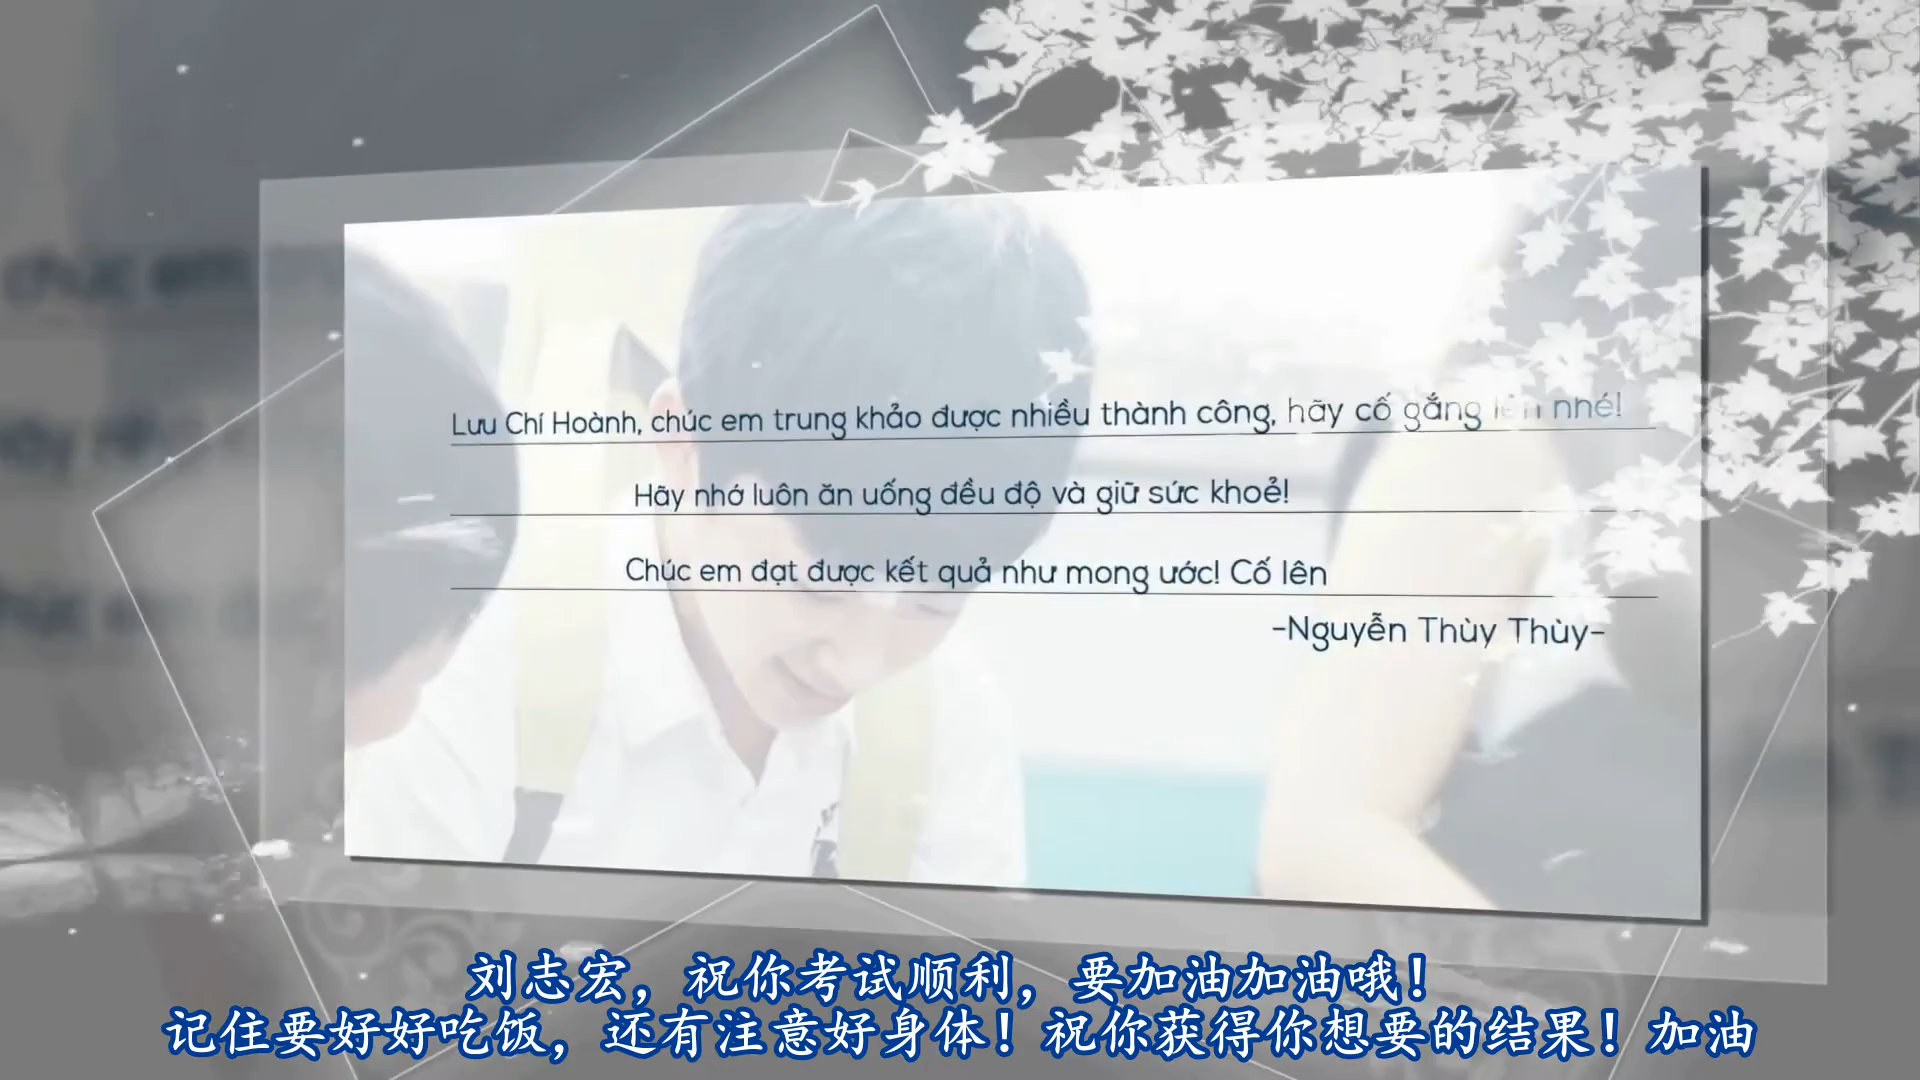 Lưu Chí Hoành, chúc em trung khảo được nhiều thành công, hãy cố gắng lên nhé!
Hãy nhớ luôn ăn uống đều độ và giữ sức khoẻ!
Chúc em đạt được kết quả như mong ước! Cố lên
-Nguyễn Thùy Thùy-
刘志宏，祝你考试顺利，要加油加油哦！
记住要好好吃饭，还有注意好身体！祝你获得你想要的结果！加油